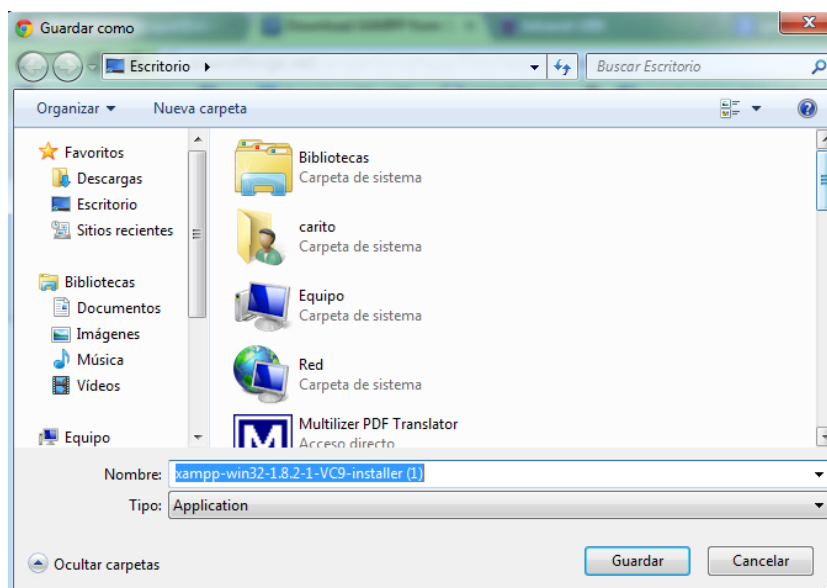 Guardar como
Escritorio
Buscar Escritorio
Organizar
Nueva carpeta
Favoritos
Descargas
Escritorio
Sitios recientes
Bibliotecas
Documentos
Imágenes
Música
Vídeos
Equipo
Bibliotecas
Carpeta de sistema
carito
Carpeta de sistema
Equipo
Carpeta de sistema
Red
Carpeta de sistema
Multilizer PDF Translator
Acceso directo
Nombre: xampp-win32-1.8.2-1-VC9-installer (1)
Tipo: Application
Ocultar carpetas
Guardar
Cancelar